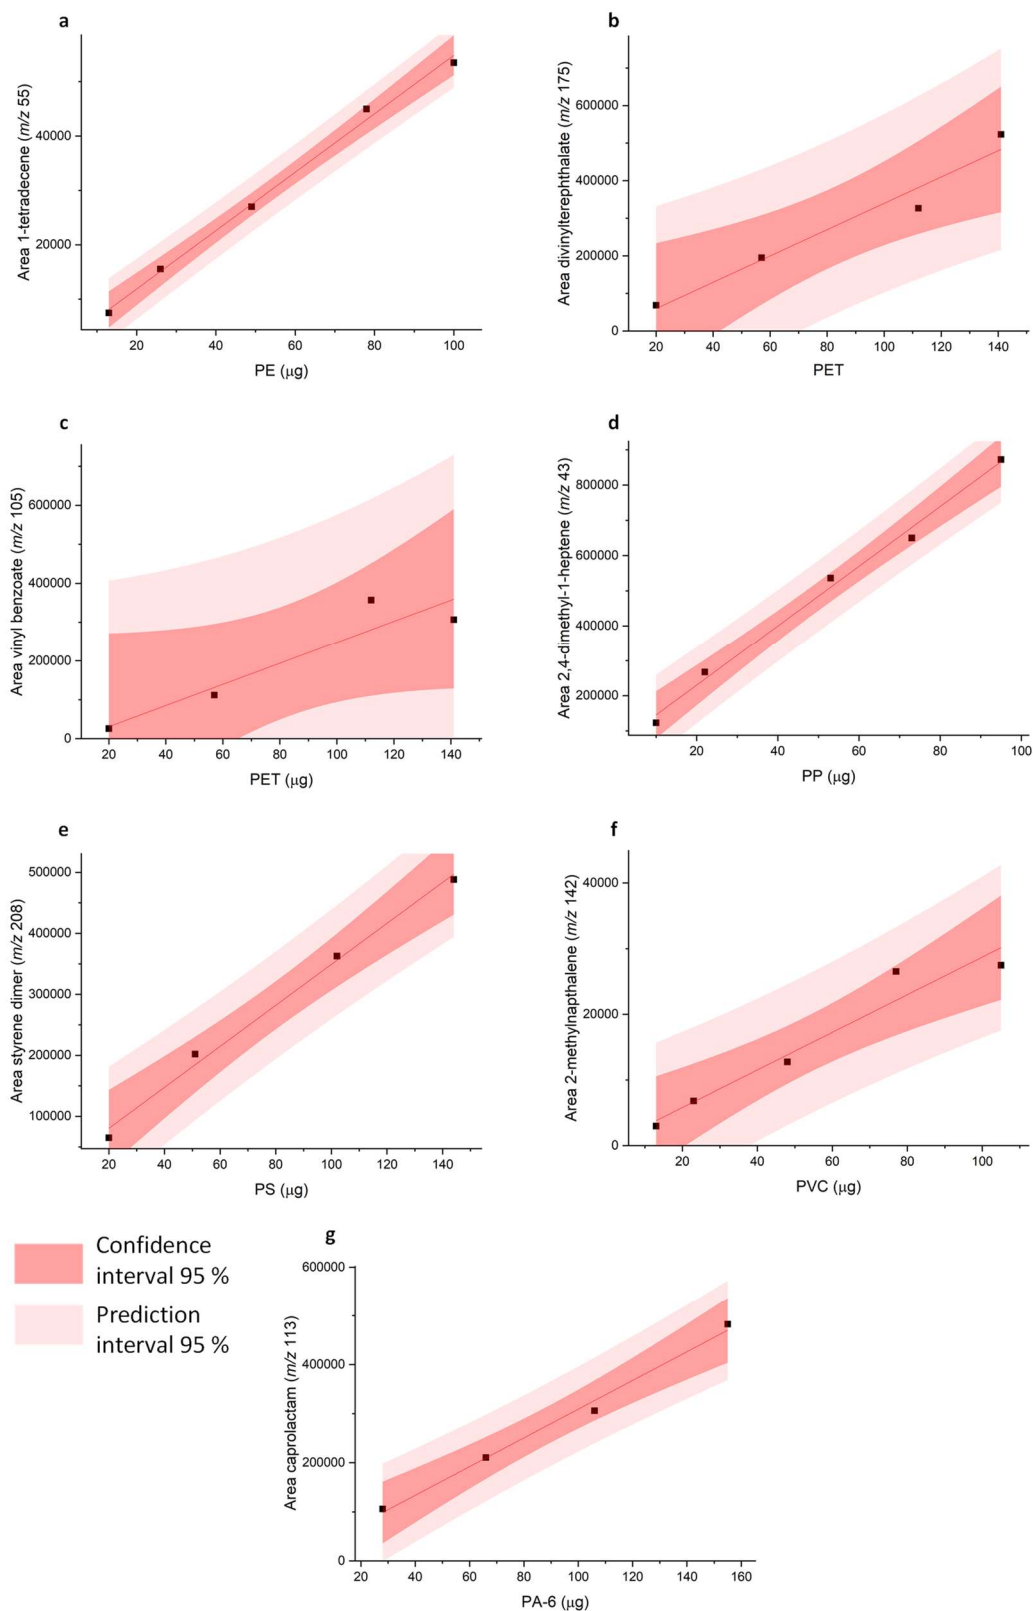 a
Area 1-tetradecene (m/z 55)
40000
20000
20
40
60
80
100
PE (μg)
b
Area divinylterephthalate (m/z 175)
600000
400000
200000
0
20
40
60
80
100
120
140
PET
c
Area vinyl benzoate (m/z 105)
600000
400000
200000
0
20
40
60
80
100
120
140
PET (μg)
d
Area 2,4-dimethyl-1-heptene (m/z 43)
800000
600000
400000
200000
20
40
60
80
100
PP (μg)
e
Area styrene dimer (m/z 208)
500000
400000
300000
200000
100000
20
40
60
80
100
120
140
PS (μg)
f
Area 2-methylnapthalene (m/z 142)
40000
20000
0
20
40
60
80
100
PVC (μg)
Confidence
interval 95 %
Prediction
interval 95 %
g
Area caprolactam (m/z 113)
600000
400000
200000
0
20
40
60
80
100
120
140
160
PA-6 (μg)